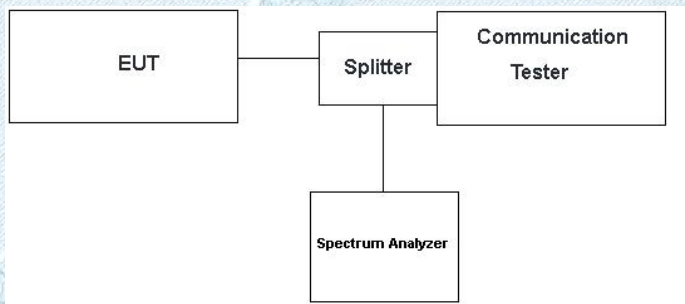 EUT
Splitter
Communication
Tester
Spectrum Analyzer